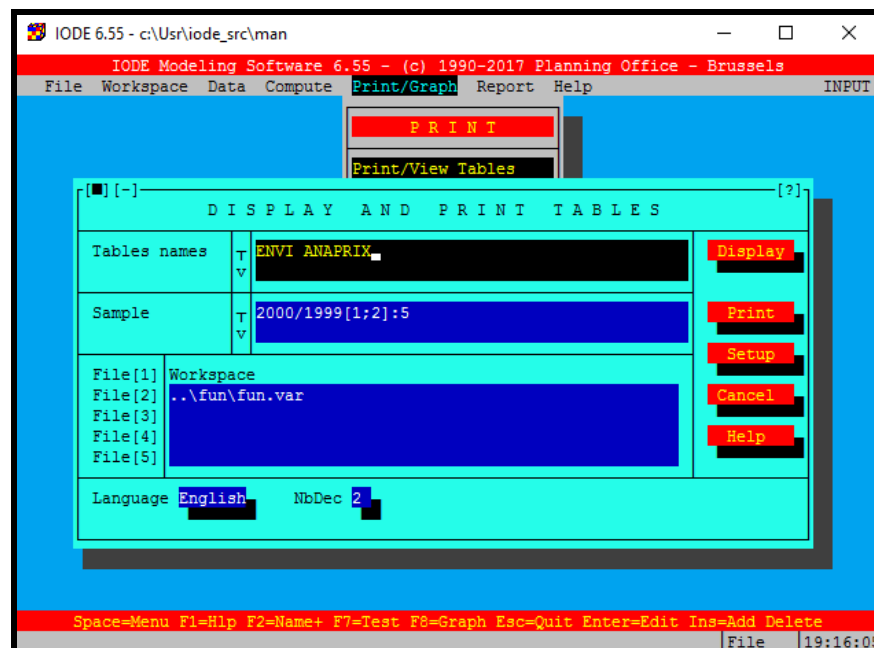 IODE 6.55 - c:\Usr\iode_src\man
IODE Modeling Software 6.55 - (c) 1990-2017 Planning Office - Brussels
File Workspace Data Compute Print/Graph Report Help INPUT
P R I N T
Print/View Tables
[■][-] [?]
D I S P L A Y A N D P R I N T T A B L E S
Tables names ENVI ANAPRIX Display
Sample 2000/1999[1;2]:5 Print
Setup
File[1] Workspace
File[2] ..\fun\fun.var Cancel
File[3]
File[4] Help
File[5]
Language English NbDec 2
Space=Menu F1=Hlp F2=Name+ F7=Test F8=Graph Esc=Quit Enter=Edit Ins=Add Delete
File 19:16:05